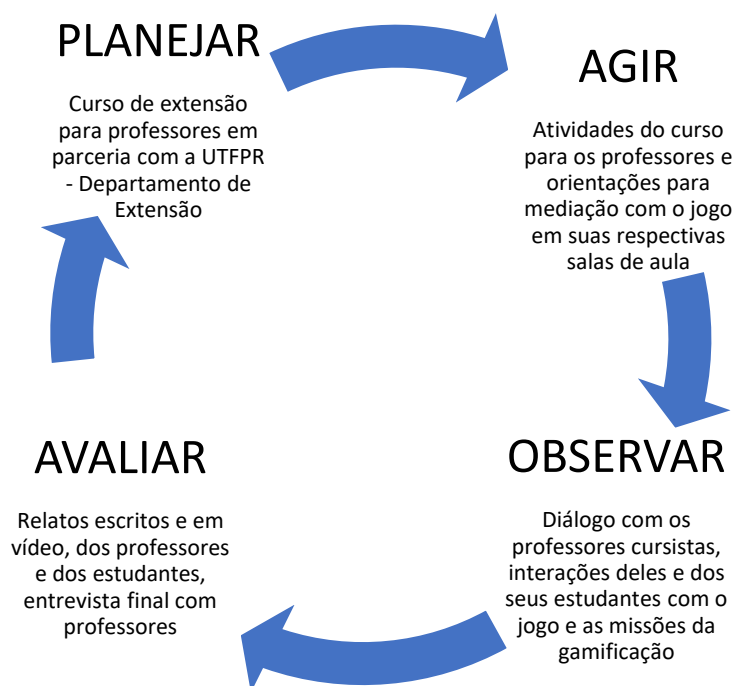 PLANEJAR
Curso de extensão
para professores em
parceria com a UTFPR
- Departamento de
Extensão
AGIR
Atividades do curso
para os professores e
orientações para
mediação com o jogo
em suas respectivas
salas de aula
OBSERVAR
Diálogo com os
professores cursistas,
interações deles e dos
seus estudantes com o
jogo e as missões da
gamificação
AVALIAR
Relatos escritos e em
vídeo, dos professores
e dos estudantes,
entrevista final com
professores